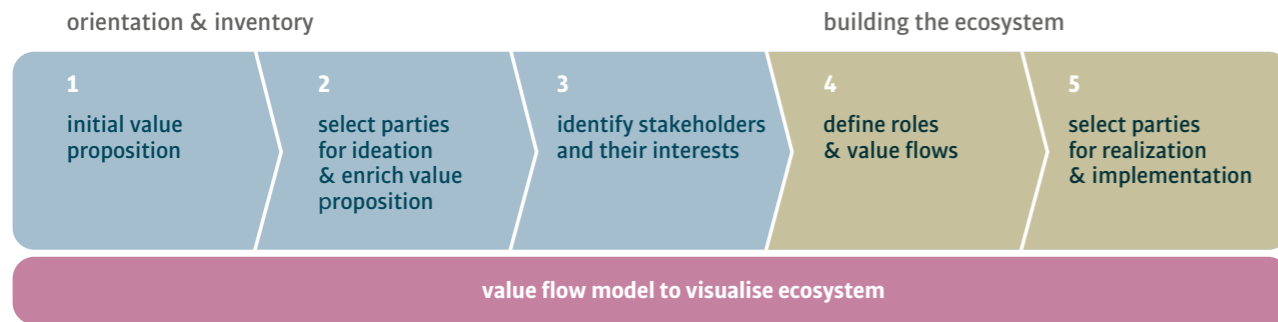 orientation & inventory
building the ecosystem
1
initial value
proposition
2
select parties
for ideation
& enrich value
proposition
3
identify stakeholders
and their interests
4
define roles
& value flows
5
select parties
for realization
& implementation
value flow model to visualise ecosystem